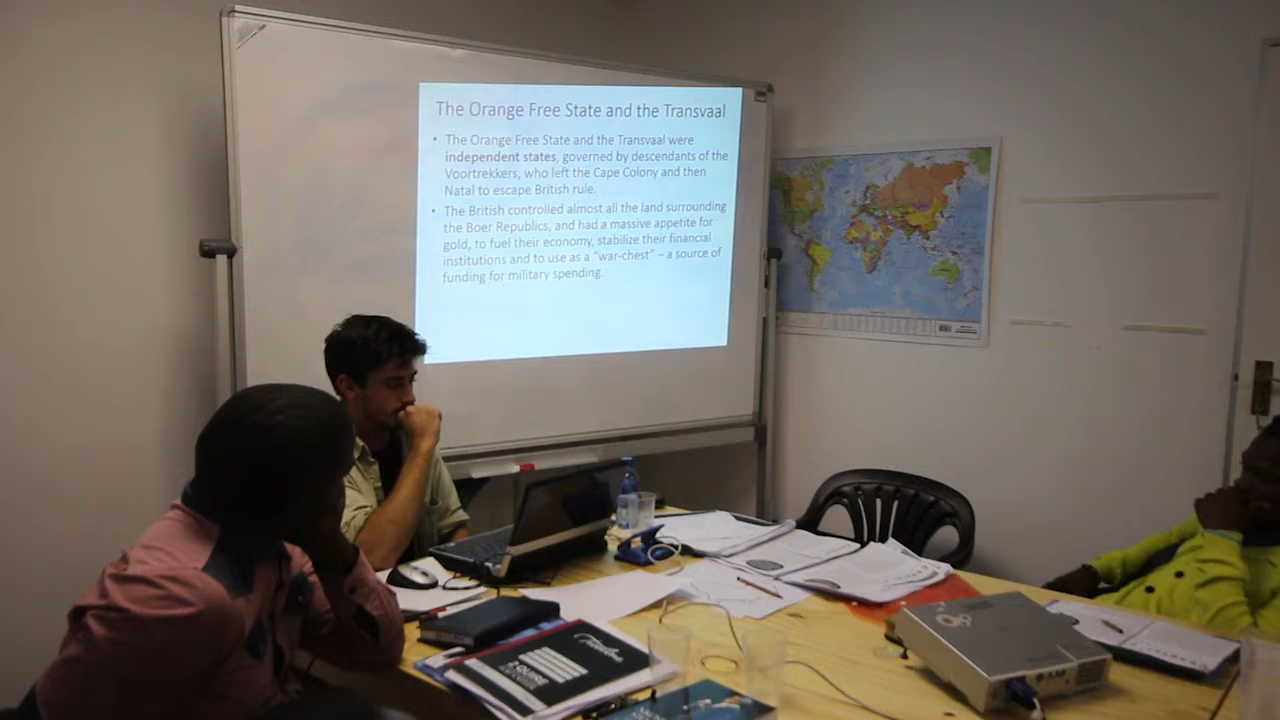 The Orange Free State and the Transvaal
• The Orange Free State and the Transvaal were
independent states, governed by descendants of the
Voortrekkers, who left the Cape Colony and then
Natal to escape British rule.
• The British controlled almost all the land surrounding
the Boer Republics, and had a massive appetite for
gold, to fuel their economy, stabilize their financial
institutions and to use as a “war-chest” – a source of
funding for military spending.
2 QUIRE